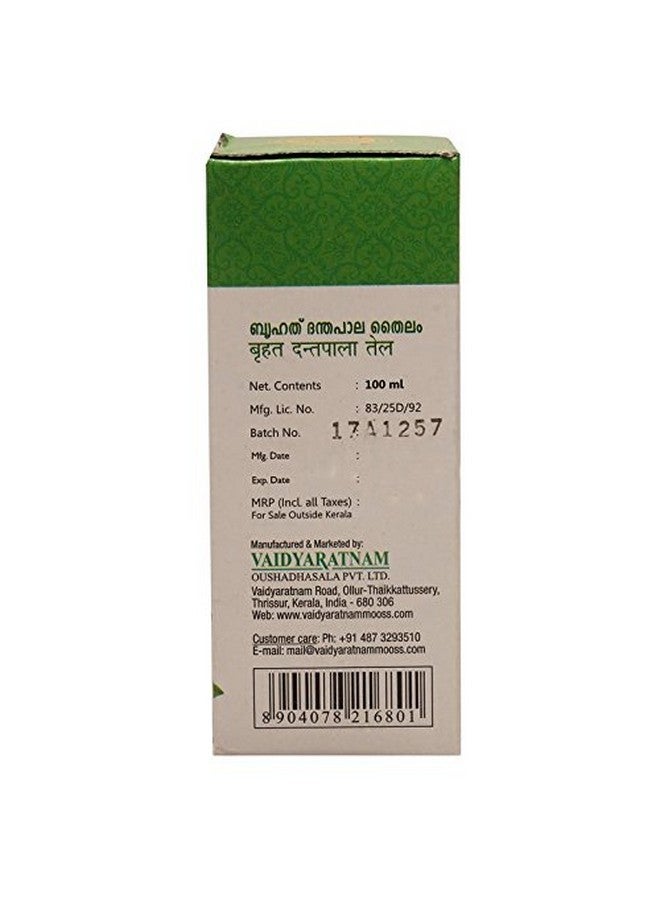 ബൃഹത് ദന്തപാല തൈലം
बृहत दन्तपाला तेल
Net. Contents : 100 ml
Mfg. Lic. No. : 83/25D/92
Batch No. : 17A1257
Mfg. Date :
Exp. Date :
MRP (Incl. all Taxes) :
For Sale Outside Kerala
Manufactured & Marketed by:
VAIDYARATNAM
OUSHADHASALA PVT. LTD.
Vaidyaratnam Road, Ollur-Thaikkattussery,
Thrissur, Kerala, India - 680 306
Web: www.vaidyaratnammooss.com
Customer care: Ph: +91 487 3293510
E-mail: mail@vaidyaratnammooss.com
8 904078 216801